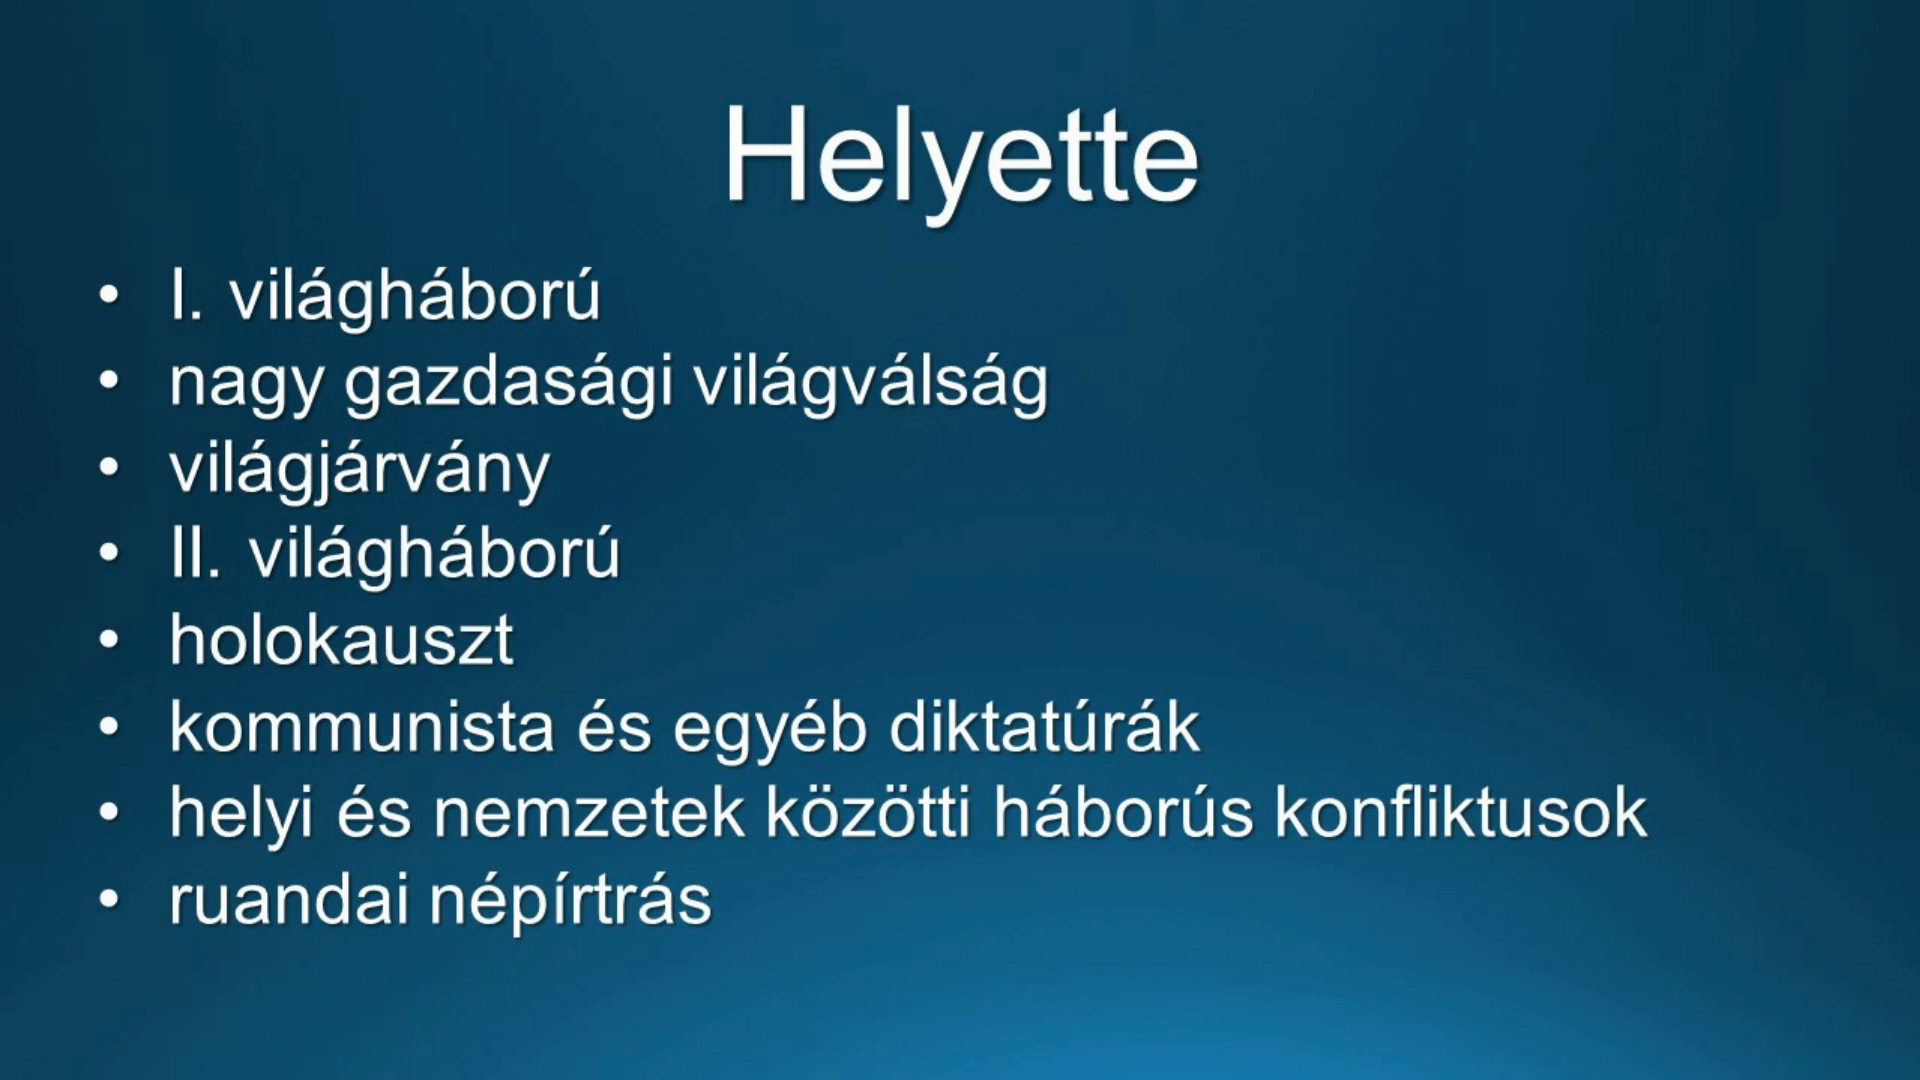 Helyette
• I. világháború
• nagy gazdasági világválság
• világjárvány
• II. világháború
• holokauszt
• kommunista és egyéb diktatúrák
• helyi és nemzetek közötti háborús konfliktusok
• ruandai népírtrás